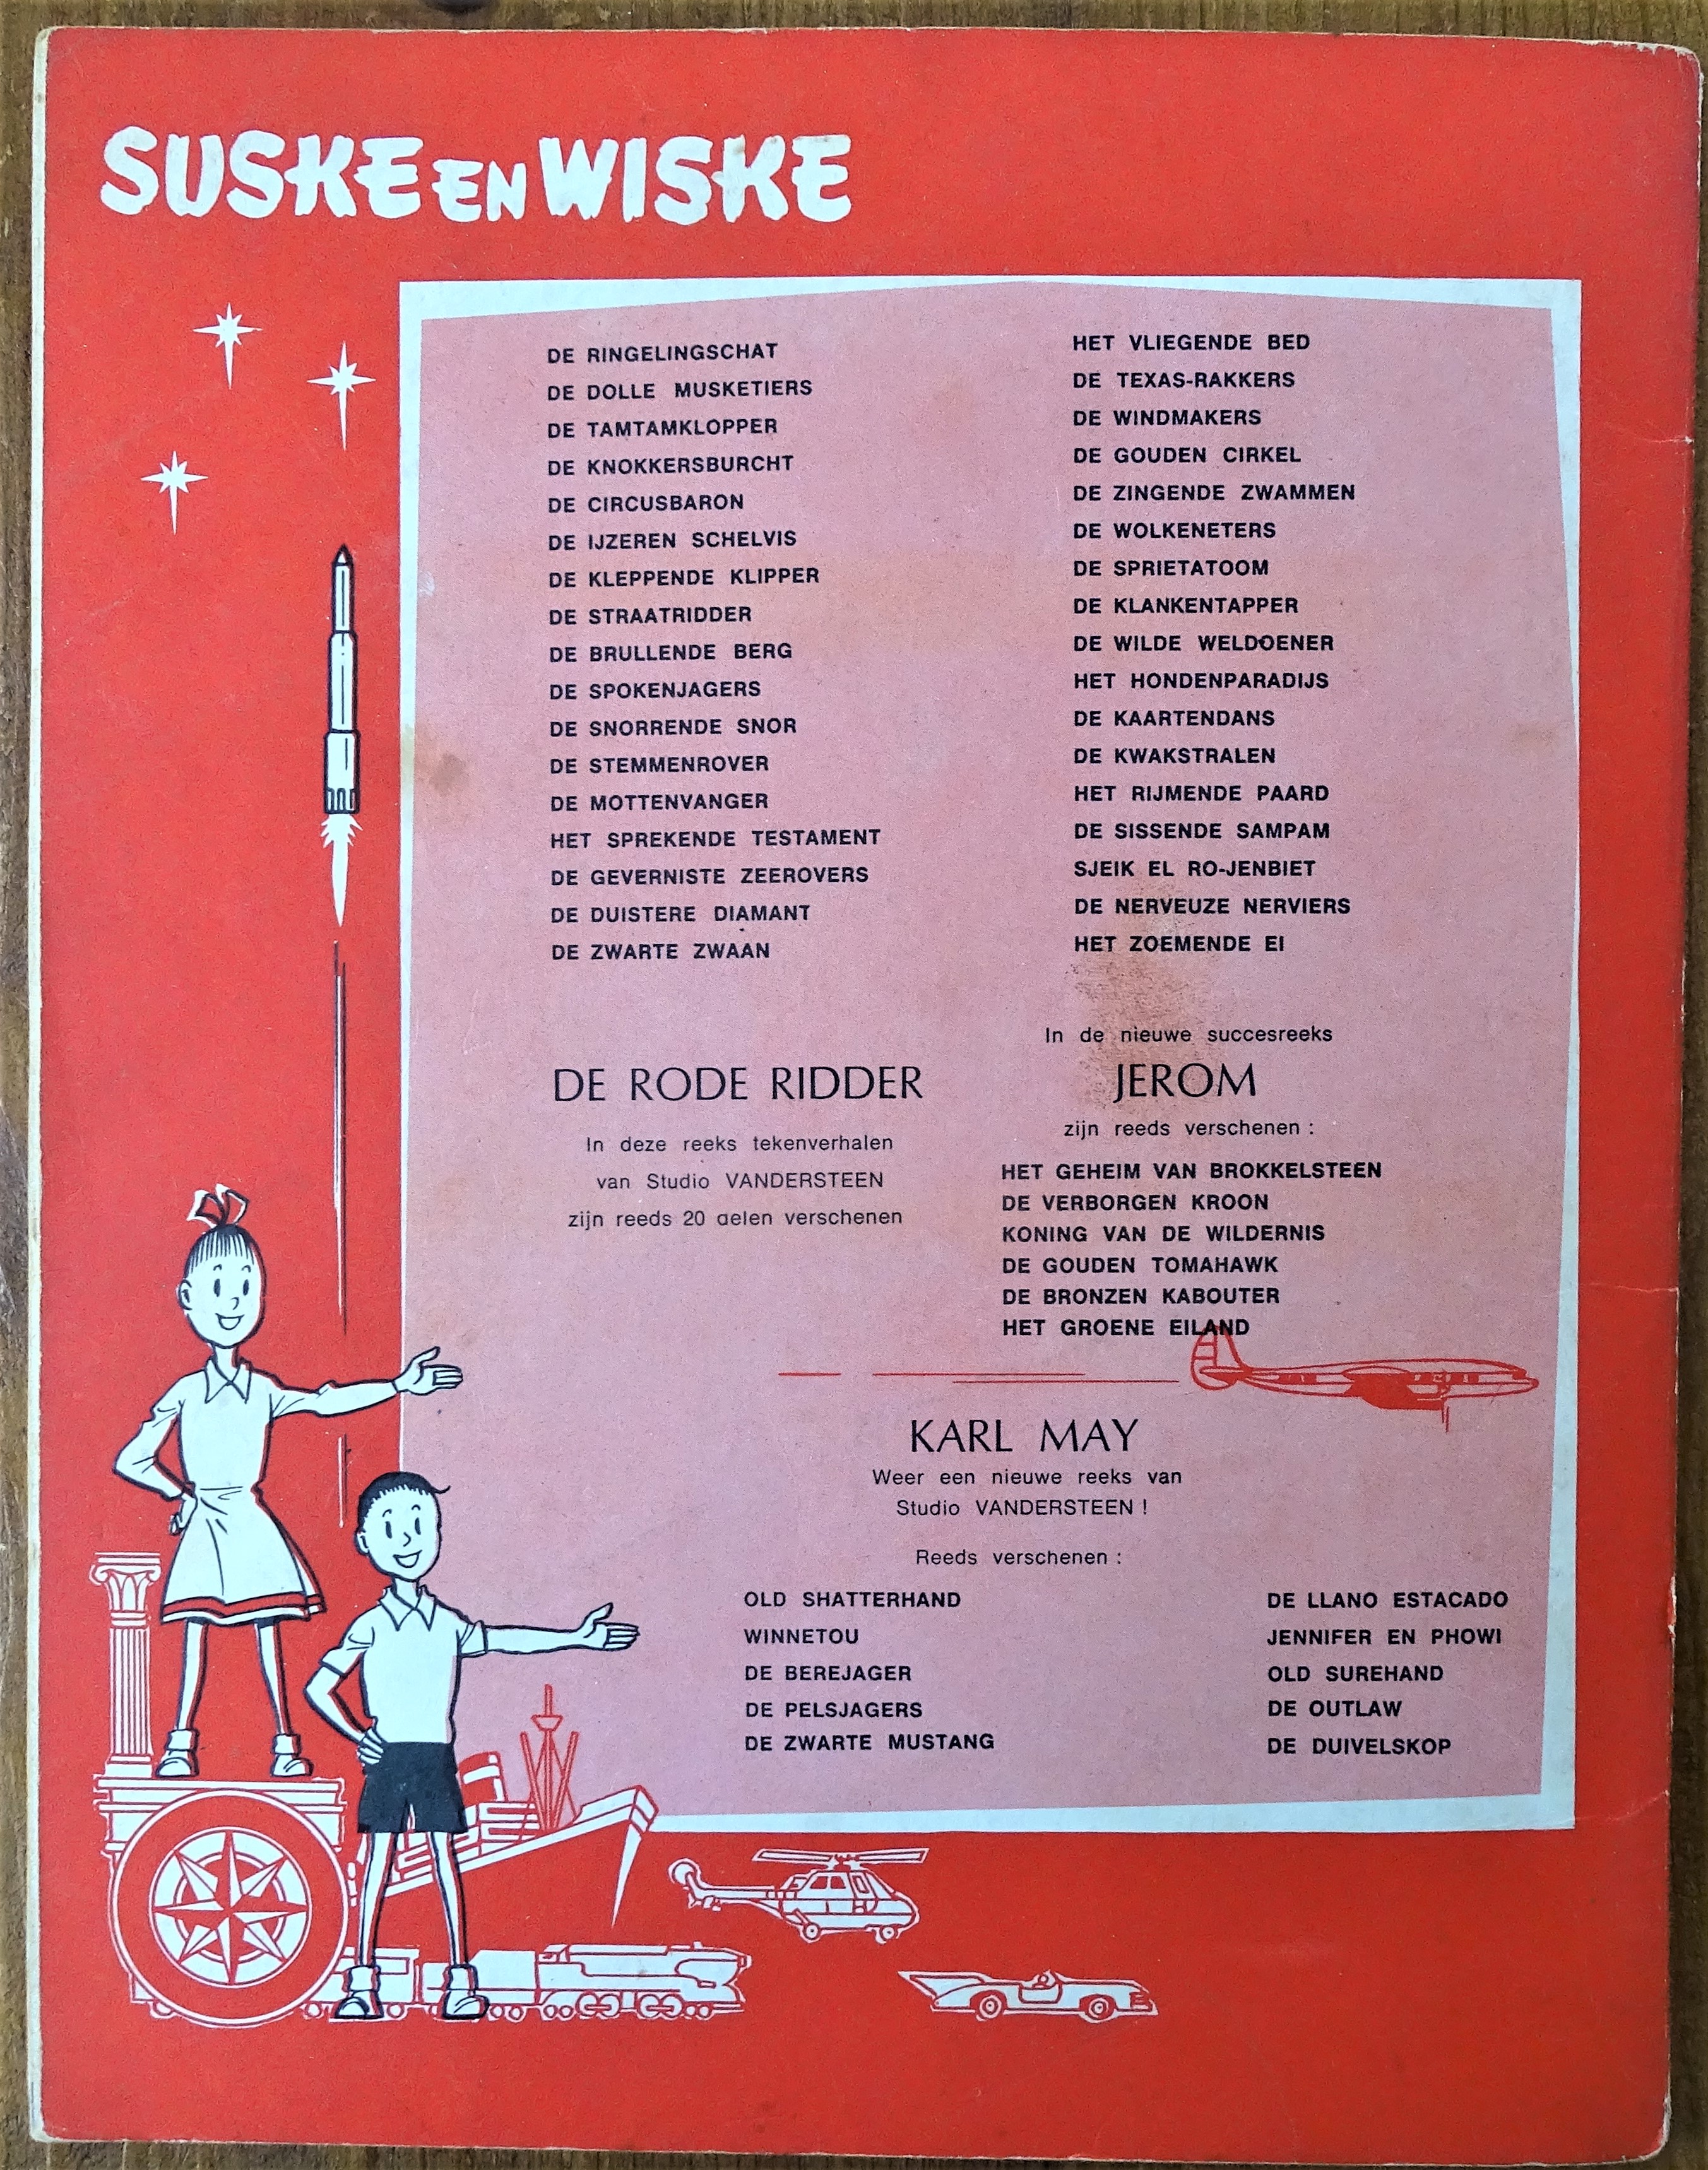 SUSKE EN WISKE
DE RINGELINGSCHAT
DE DOLLE MUSKETIERS
DE TAMTAMKLOPPER
DE KNOKKERSBURCHT
DE CIRCUSBARON
DE IJZEREN SCHELVIS
DE KLEPPENDE KLIPPER
DE STRAATRIDDER
DE BRULLENDE BERG
DE SPOKENJAGERS
DE SNORRENDE SNOR
DE STEMMENROVER
DE MOTTENVANGER
HET SPREKENDE TESTAMENT
DE GEVERNISTE ZEEROVERS
DE DUISTERE DIAMANT
DE ZWARTE ZWAAN
HET VLIEGENDE BED
DE TEXAS-RAKKERS
DE WINDMAKERS
DE GOUDEN CIRKEL
DE ZINGENDE ZWAMMEN
DE WOLKENETERS
DE SPRIETATOOM
DE KLANKENTAPPER
DE WILDE WELDOENER
HET HONDENPARADIJS
DE KAARTENDANS
DE KWAKSTRALEN
HET RIJMENDE PAARD
DE SISSENDE SAMPAM
SJEIK EL RO-JENBIET
DE NERVEUZE NERVIERS
HET ZOEMENDE EI
DE RODE RIDDER
In deze reeks tekenverhalen
van Studio VANDERSTEEN
zijn reeds 20 delen verschenen
In de nieuwe succesreeks
JEROM
zijn reeds verschenen :
HET GEHEIM VAN BROKKELSTEEN
DE VERBORGEN KROON
KONING VAN DE WILDERNIS
DE GOUDEN TOMAHAWK
DE BRONZEN KABOUTER
HET GROENE EILAND
KARL MAY
Weer een nieuwe reeks van
Studio VANDERSTEEN !
Reeds verschenen :
OLD SHATTERHAND
WINNETOU
DE BEREJAGER
DE PELSJAGERS
DE ZWARTE MUSTANG
DE LLANO ESTACADO
JENNIFER EN PHOWI
OLD SUREHAND
DE OUTLAW
DE DUIVELSKOP